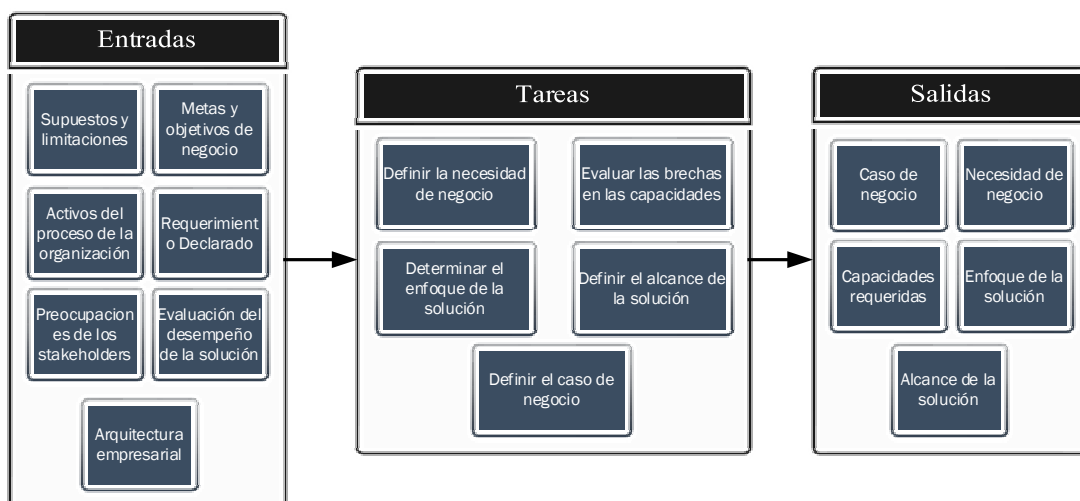 Entradas
Supuestos y
limitaciones
Metas y
objetivos de
negocio
Activos del
proceso de la
organización
Requerimient
o Declarado
Preocupacion
es de los
stakeholders
Evaluación del
desempeño
de la solución
Arquitectura
empresarial
Tareas
Definir la necesidad
de negocio
Evaluar las brechas
en las capacidades
Determinar el
enfoque de la
solución
Definir el alcance de
la solución
Definir el caso de
negocio
Salidas
Caso de
negocio
Necesidad de
negocio
Capacidades
requeridas
Enfoque de la
solución
Alcance de la
solución